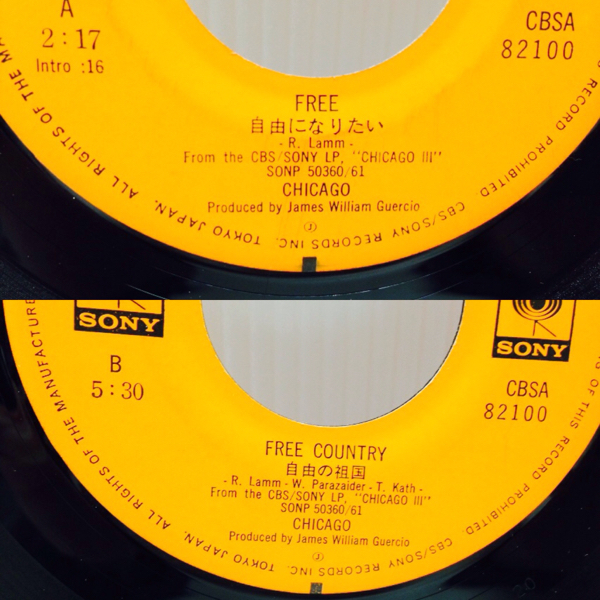 A
2:17
Intro :16
CBSA
82100
FREE
自由になりたい
- R. Lamm -
From the CBS/SONY LP, "CHICAGO III"
SONP 50360/61
CHICAGO
Produced by James William Guercio
Ⓙ
ALL RIGHTS OF THE MA
S RECORD PROHIBITED
CBS/SONY RECORDS INC. TOKYO JAPAN.
SONY
SONY
B
5:30
CBSA
82100
FREE COUNTRY
自由の祖国
- R. Lamm - W. Parazaider - T. Kath -
From the CBS/SONY LP, "CHICAGO III"
SONP 50360/61
CHICAGO
Produced by James William Guercio
Ⓙ
ALL RIGHTS OF THE MANUFACTURE
OF THIS RECORD PROHIBITED
CBS/SONY RECORDS INC. TOKYO JAPAN.